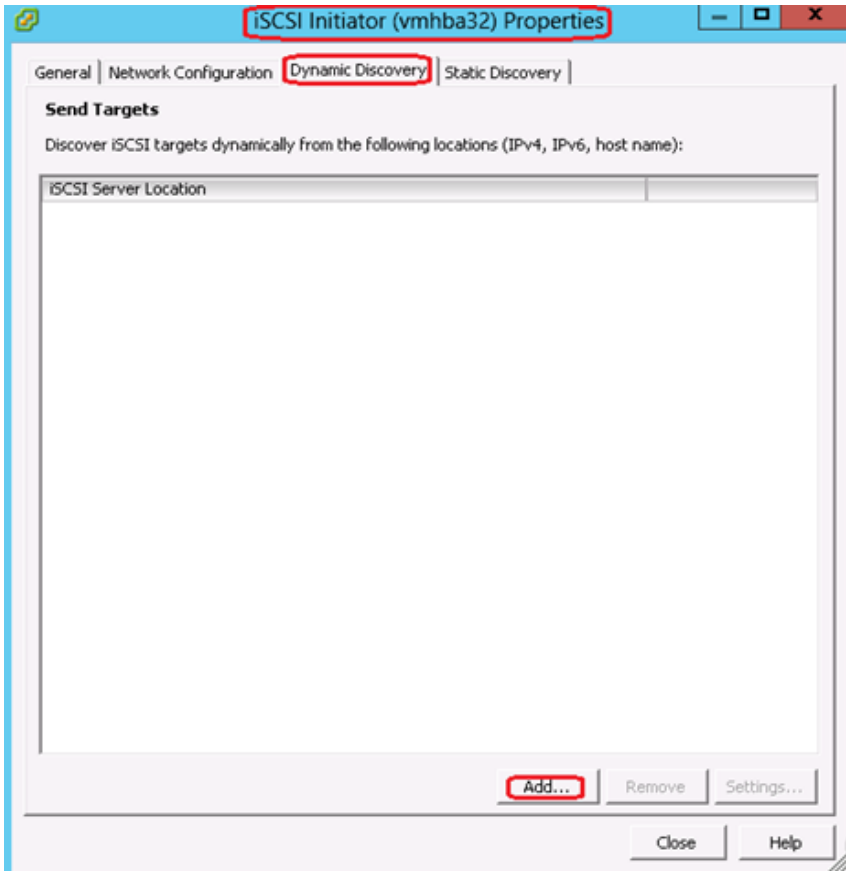 iSCSI Initiator (vmhba32) Properties
General Network Configuration Dynamic Discovery Static Discovery
Send Targets
Discover iSCSI targets dynamically from the following locations (IPv4, IPv6, host name):
iSCSI Server Location
Add... Remove Settings...
Close Help